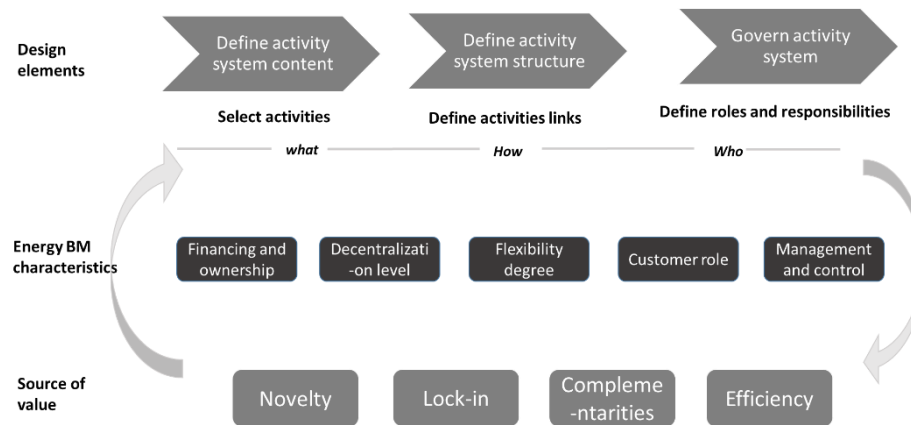 Design
elements
Define activity
system content
Define activity
system structure
Govern activity
system
Select activities
Define activities links
Define roles and responsibilities
what
How
Who
Energy BM
characteristics
Financing and
ownership
Decentralizati
-on level
Flexibility
degree
Customer role
Management
and control
Source of
value
Novelty
Lock-in
Compleme
-ntarities
Efficiency